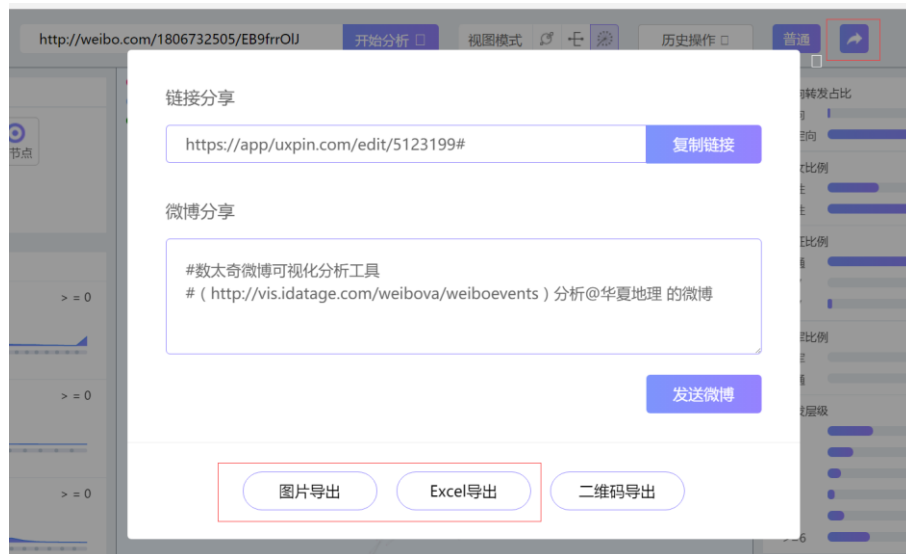 http://weibo.com/1806732505/EB9frrOlJ
开始分析
视图模式
历史操作
普通
链接分享
https://app/uxpin.com/edit/5123199#
复制链接
微博分享
#数太奇微博可视化分析工具
#（http://vis.idatage.com/weibova/weiboevents）分析@华夏地理 的微博
发送微博
图片导出
Excel导出
二维码导出
节点
> = 0
> = 0
> = 0
转发占比
定向
比例
比例
比例
层级